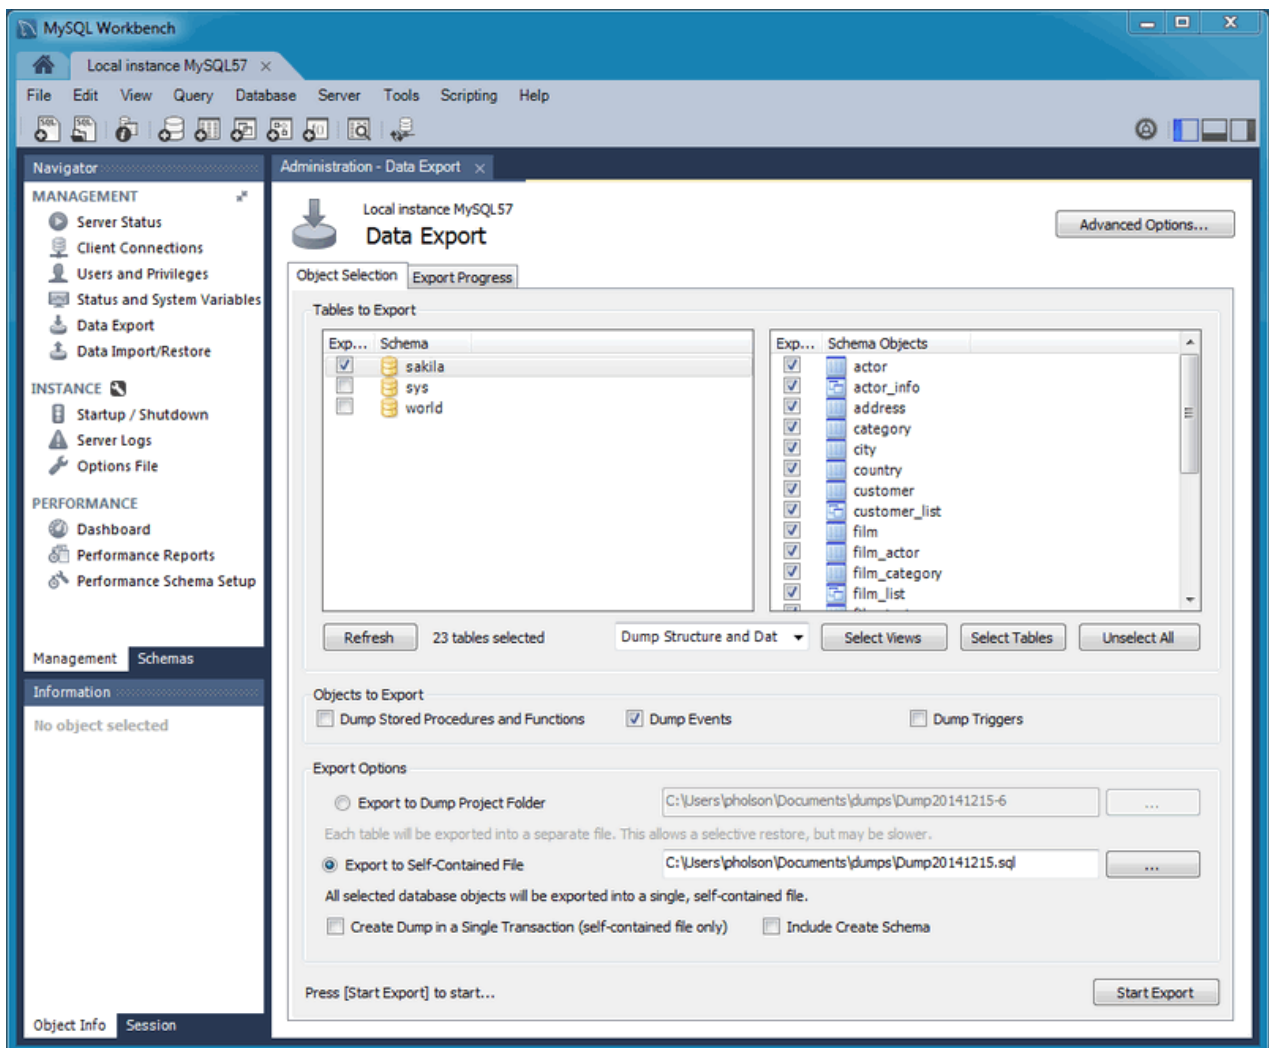 MySQL Workbench
Local instance MySQL57
File Edit View Query Database Server Tools Scripting Help
Navigator
MANAGEMENT
Server Status
Client Connections
Users and Privileges
Status and System Variables
Data Export
Data Import/Restore
INSTANCE
Startup / Shutdown
Server Logs
Options File
PERFORMANCE
Dashboard
Performance Reports
Performance Schema Setup
Management Schemas
Information
No object selected
Object Info Session
Administration - Data Export
Local instance MySQL57
Data Export
Advanced Options...
Object Selection Export Progress
Tables to Export
Exp... Schema
sakila
sys
world
Exp... Schema Objects
actor
actor_info
address
category
city
country
customer
customer_list
film
film_actor
film_category
film_list
Refresh 23 tables selected Dump Structure and Dat Select Views Select Tables Unselect All
Objects to Export
Dump Stored Procedures and Functions Dump Events Dump Triggers
Export Options
Export to Dump Project Folder C:\Users\pholson\Documents\dumps\Dump20141215-6 ...
Each table will be exported into a separate file. This allows a selective restore, but may be slower.
Export to Self-Contained File C:\Users\pholson\Documents\dumps\Dump20141215.sql ...
All selected database objects will be exported into a single, self-contained file.
Create Dump in a Single Transaction (self-contained file only) Include Create Schema
Press [Start Export] to start... Start Export